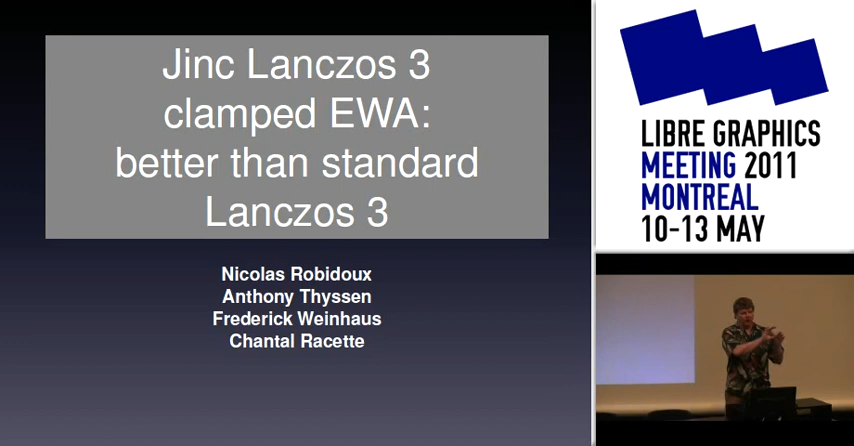 Jinc Lanczos 3
clamped EWA:
better than standard
Lanczos 3
Nicolas Robidoux
Anthony Thyssen
Frederick Weinhaus
Chantal Racette
LIBRE GRAPHICS
MEETING 2011
MONTREAL
10-13 MAY